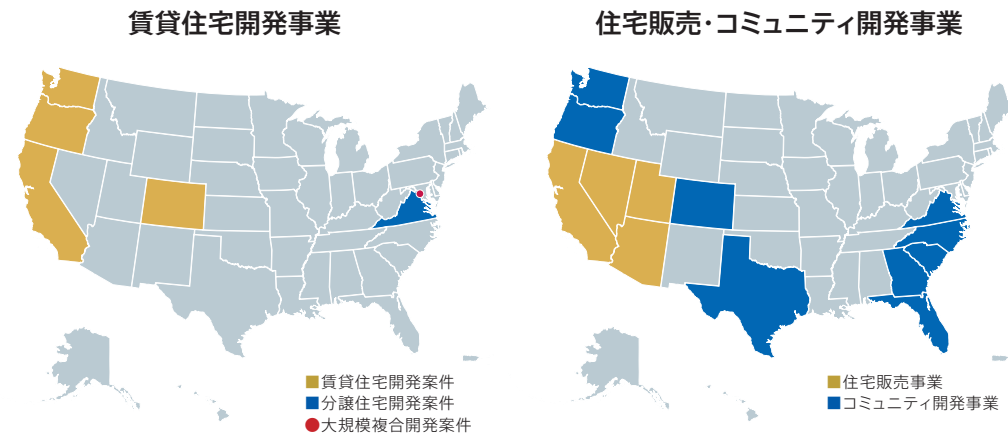 賃貸住宅開発事業
■賃貸住宅開発案件
■分譲住宅開発案件
●大規模複合開発案件
住宅販売・コミュニティ開発事業
■住宅販売事業
■コミュニティ開発事業